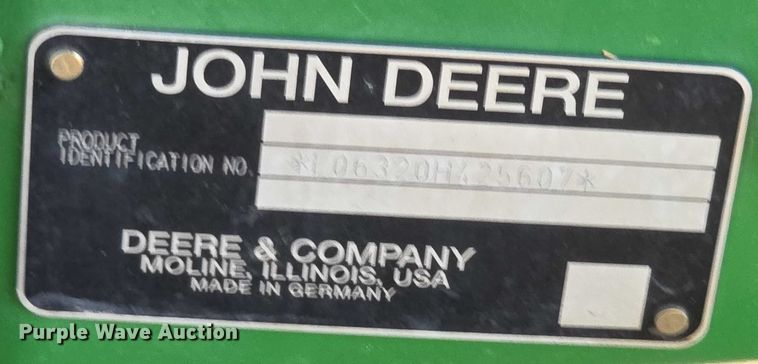 JOHN DEERE
PRODUCT
IDENTIFICATION NO.
*L06320H425607*
DEERE & COMPANY
MOLINE, ILLINOIS, USA
MADE IN GERMANY
Purple Wave Auction